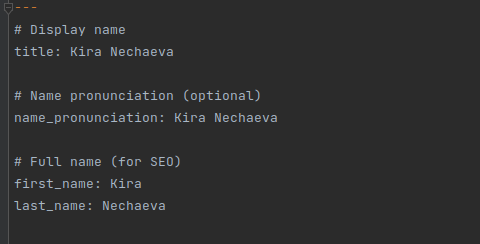 ---
# Display name
title: Kira Nechaeva
# Name pronunciation (optional)
name_pronunciation: Kira Nechaeva
# Full name (for SEO)
first_name: Kira
last_name: Nechaeva